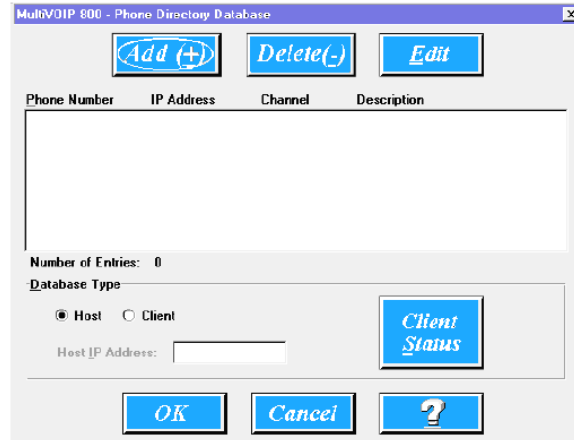 MultiVOIP 800 - Phone Directory Database
Add (+) Delete(-) Edit
Phone Number IP Address Channel Description
Number of Entries: 0
Database Type
Host Client
Client
Status
Host IP Address:
OK Cancel ?